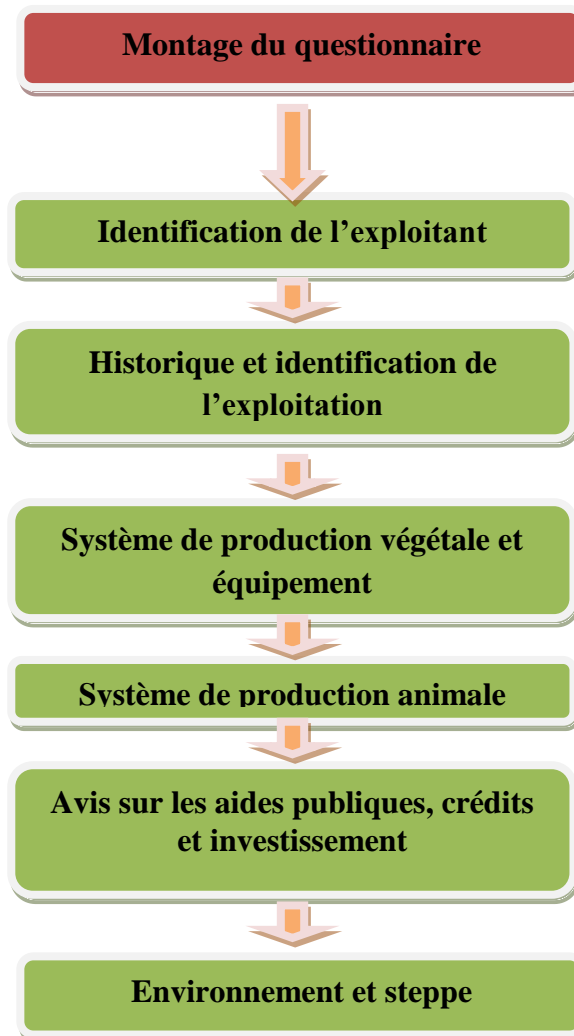 Montage du questionnaire
Identification de l’exploitant
Historique et identification de
l’exploitation
Système de production végétale et
équipement
Système de production animale
Avis sur les aides publiques, crédits
et investissement
Environnement et steppe